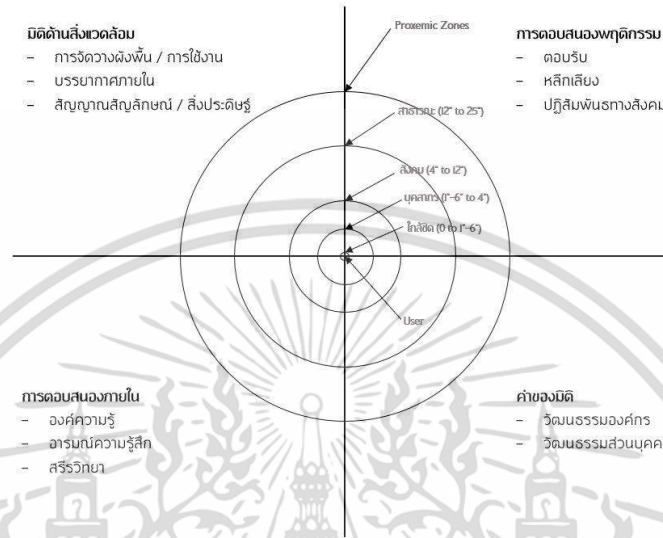 มิติด้านสิ่งแวดล้อม
- การจัดวางผังพื้น / การใช้งาน
- บรรยากาศภายใน
- สัญญาณสัญลักษณ์ / สิ่งประดิษฐ์
Proxemic Zones
การตอบสนองพฤติกรรม
- ตอบรับ
- หลีกเลี่ยง
- ปฏิสัมพันธทางสังคม
สาธารณะ (12" to 25")
สังคม (4" to 12")
บุคสาทว (1"-6" to 4")
ใกล้ชิด (0 to 1"-6")
User
การตอบสนองภายใน
- องค์ความรู้
- อารมณ์ความรู้สึก
- สรีรวิทยา
ค่าของมิติ
- วัฒนธรรมองค์กร
- วัฒนธรรมส่วนบุคค